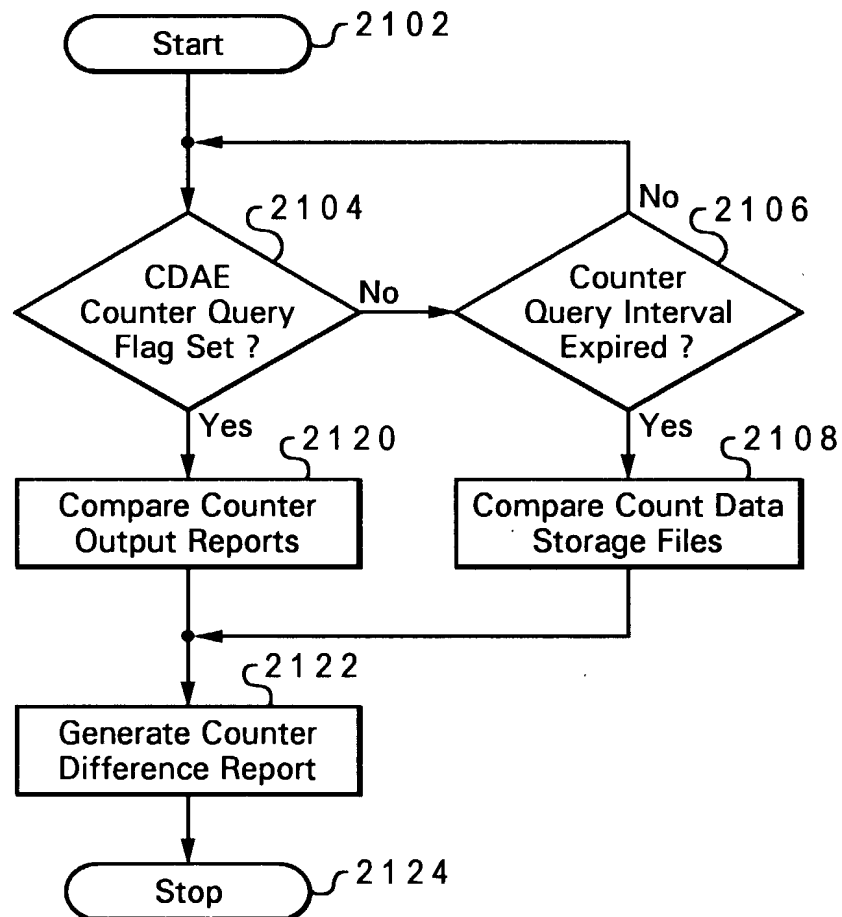 Start
2102
2104
No
2106
CDAE
Counter Query
Flag Set ?
No
Counter
Query Interval
Expired ?
Yes
2120
Yes
2108
Compare Counter
Output Reports
Compare Count Data
Storage Files
2122
Generate Counter
Difference Report
Stop
2124